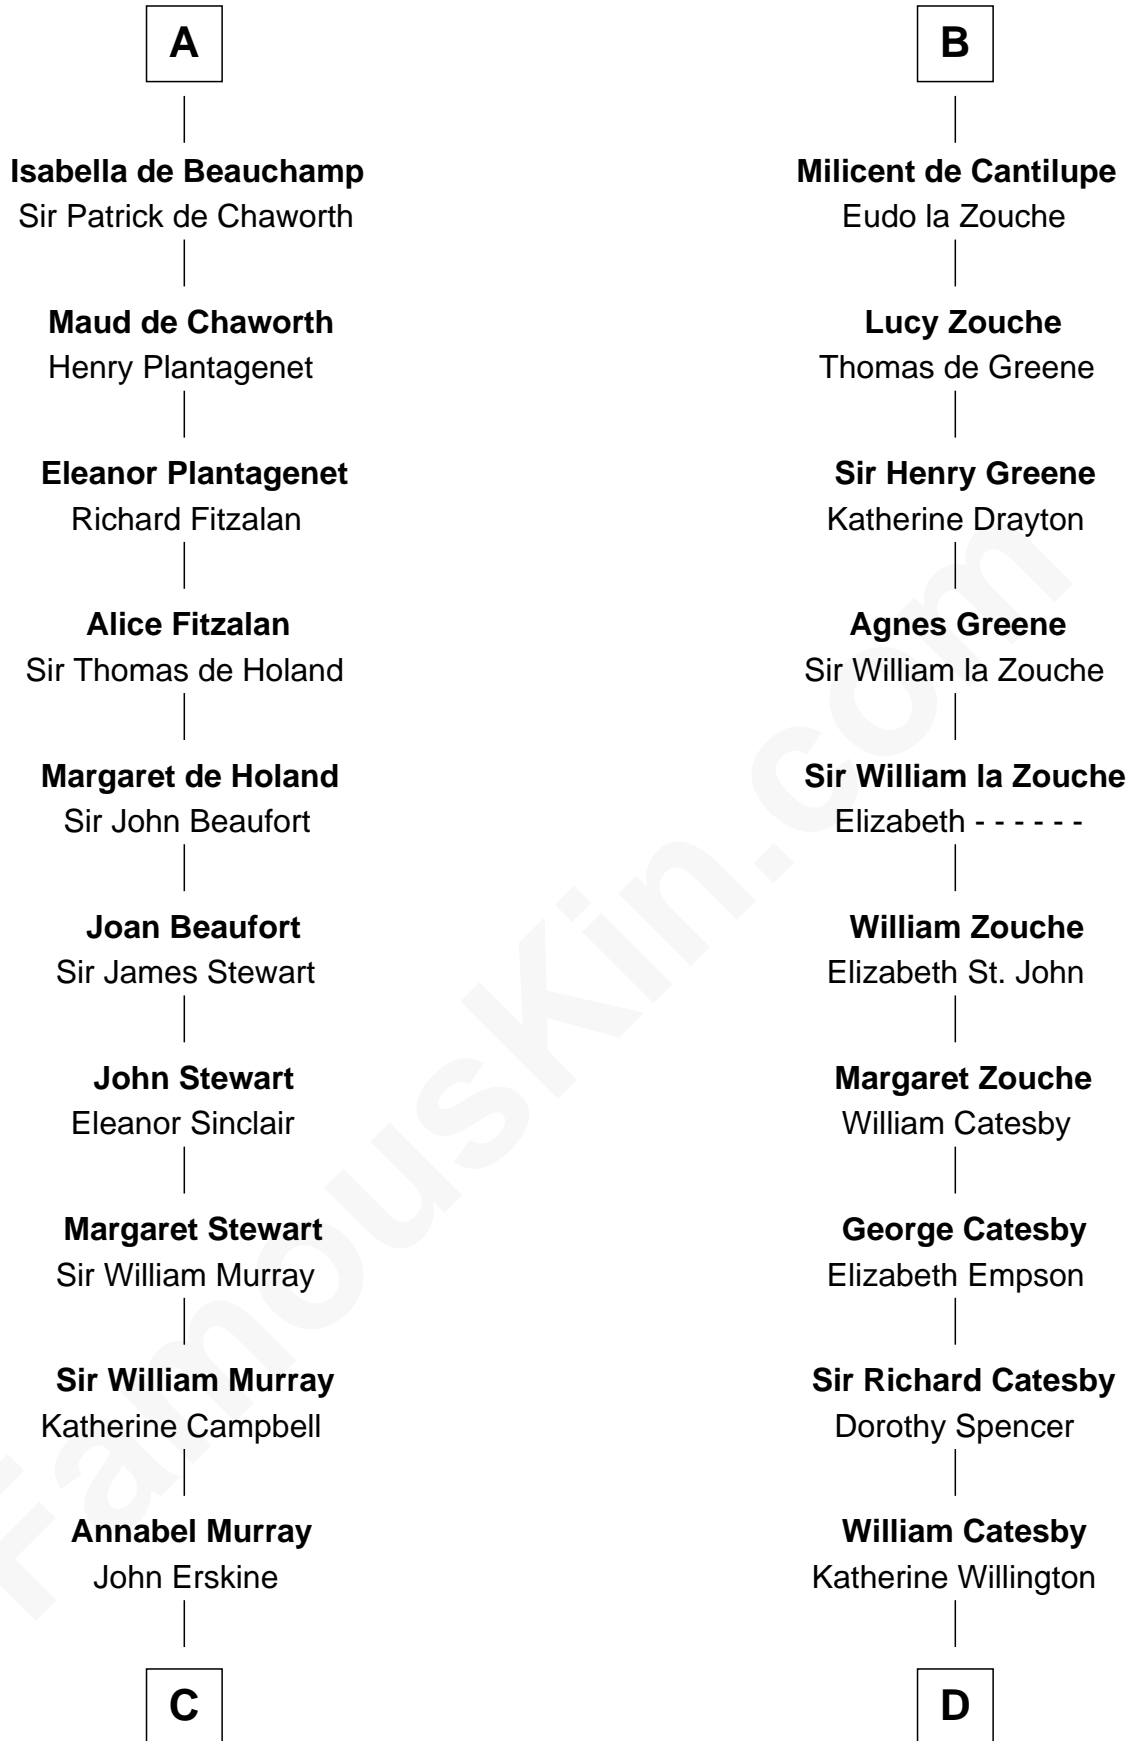 A
Isabella de Beauchamp
Sir Patrick de Chaworth
Maud de Chaworth
Henry Plantagenet
Eleanor Plantagenet
Richard Fitzalan
Alice Fitzalan
Sir Thomas de Holand
Margaret de Holand
Sir John Beaufort
Joan Beaufort
Sir James Stewart
John Stewart
Eleanor Sinclair
Margaret Stewart
Sir William Murray
Sir William Murray
Katherine Campbell
Annabel Murray
John Erskine
C
B
Milicent de Cantilupe
Eudo la Zouche
Lucy Zouche
Thomas de Greene
Sir Henry Greene
Katherine Drayton
Agnes Greene
Sir William la Zouche
Sir William la Zouche
Elizabeth - - - - - -
William Zouche
Elizabeth St. John
Margaret Zouche
William Catesby
George Catesby
Elizabeth Empson
Sir Richard Catesby
Dorothy Spencer
William Catesby
Katherine Willington
D
FamousKin.com